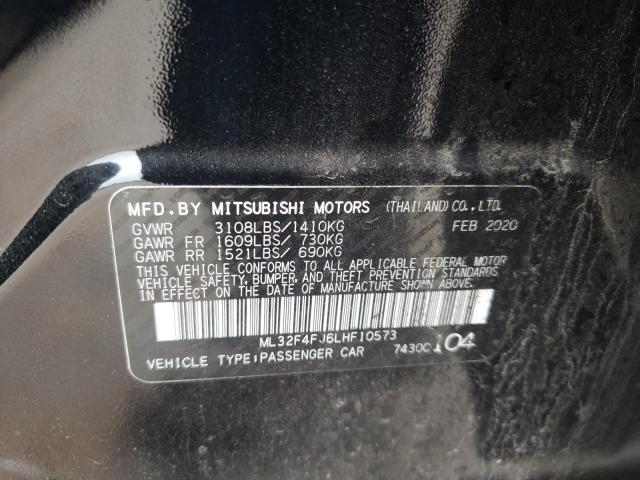 MFD. BY MITSUBISHI MOTORS (THAILAND) CO., LTD.
GVWR 3108LBS/1410KG FEB 2020
GAWR FR 1609LBS/ 730KG
GAWR RR 1521LBS/ 690KG
THIS VEHICLE CONFORMS TO ALL APPLICABLE FEDERAL MOTOR
VEHICLE SAFETY, BUMPER, AND THEFT PREVENTION STANDARDS
IN EFFECT ON THE DATE OF MANUFACTURE SHOWN ABOVE.
ML32F4FJ6LHF10573
VEHICLE TYPE:PASSENGER CAR 7430C 104